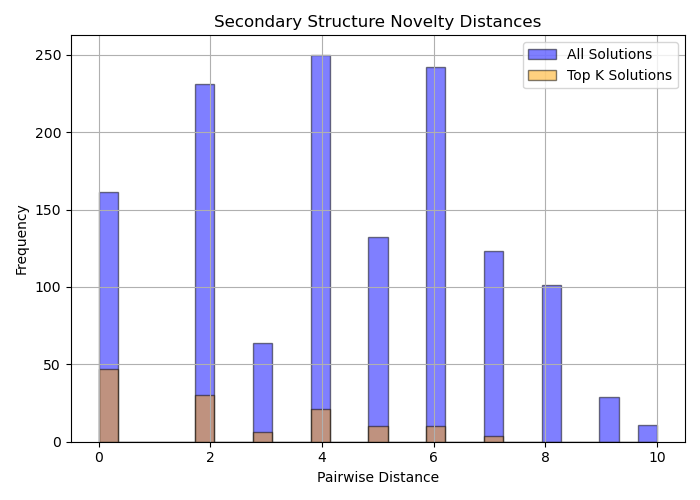 Secondary Structure Novelty Distances
All Solutions
Top K Solutions
Frequency
250
200
150
100
50
0
0 2 4 6 8 10
Pairwise Distance